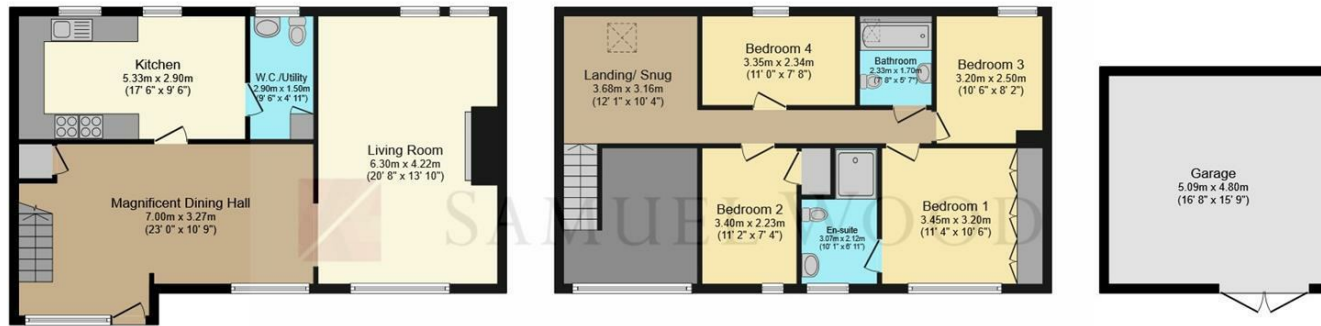 Kitchen
5.33m x 2.90m
(17' 6" x 9' 6")
W.C./Utility
2.90m x 1.50m
(9' 6" x 4' 11")
Living Room
6.30m x 4.22m
(20' 8" x 13' 10")
Magnificent Dining Hall
7.00m x 3.27m
(23' 0" x 10' 9")
Landing/ Snug
3.68m x 3.16m
(12' 1" x 10' 4")
Bedroom 4
3.35m x 2.34m
(11' 0" x 7' 8")
Bathroom
2.33m x 1.70m
(7' 8" x 5' 7")
Bedroom 3
3.20m x 2.50m
(10' 6" x 8' 2")
Bedroom 2
3.40m x 2.23m
(11' 2" x 7' 4")
En-suite
3.07m x 2.12m
(10' 1" x 6' 11")
Bedroom 1
3.45m x 3.20m
(11' 4" x 10' 6")
Garage
5.09m x 4.80m
(16' 8" x 15' 9")
SAMUEL WOOD